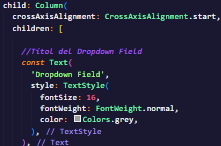 child: Column(
crossAxisAlignment: CrossAxisAlignment.start,
children: [
//Titol del Dropdown Field
const Text(
'Dropdown Field',
style: TextStyle(
fontSize: 16,
fontWeight: FontWeight.normal,
color: Colors.grey,
), // TextStyle
), // Text